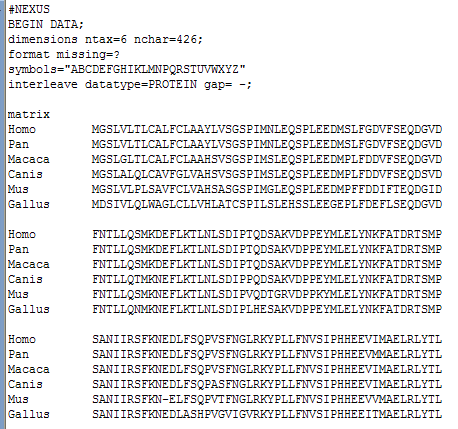 #NEXUS
BEGIN DATA;
dimensions ntax=6 nchar=426;
format missing=?
symbols="ABCDEFGHIKLMNPQRSTUVWXYZ"
interleave datatype=PROTEIN gap= -;
matrix
Homo MGSLVLTLCALFCLAAYLVSGSPIMNLEQSPLEEDMSLFGDVFSEQDGVD
Pan MGSLVLTLCALFCLAAYLVSGSPIMNLEQSPLEEDMSLFGDVFSEQDGVD
Macaca MGSLGLTLCALFCLAAHSVSGSPIMSLEQSPLEEDMPLFDDVFSEQDGVD
Canis MGSLALQLCAVFGLVAHSVSGSPIMSLEQSPLEEDMPLFDDVFSEQDSVD
Mus MGSLVLPLSAVFCLVAHSASGSPIMGLEQSPLEEDMPFFDDIFTEQDGID
Gallus MDSIVLQLWAGLCLLVHLATCSPILSLEHSSLEEGEPLFDEFLSEQDGVD
Homo FNTLLQSMKDEFLKTLNLSDIPTQDSAKVDPPEYMLELYNKFATDRTSMP
Pan FNTLLQSMKDEFLKTLNLSDIPTQDSAKVDPPEYMLELYNKFATDRTSMP
Macaca FNTLLQSMKDEFLKTLNLSDIPTQDSAKVDPPEYMLELYNKFATDRTSMP
Canis FNTLLQTMKNEFLKTLNLSDIPPQDSAKVDPPEYMLELYNKFATDRTSMP
Mus FNTLLQSMKNEFLKTLNLSDIPVQDTGRVDPPKYMLELYNKFATDRTSMP
Gallus FNTLLQNMKNEFLKTLNLSDIPLHESAKVDPPEYMLELYNKFATDRTSMP
Homo SANIIRSFKNEDLFSQPVSFNGLRKYPLLFNVSIPHHEEVIMAELRLYTL
Pan SANIIRSFKNEDLFSQPVSFNGLRKYPLLFNVSIPHHEEVMMAELRLYTL
Macaca SANIIRSFKNEDLFSQPVSFNGLRKYPLLFNVSIPHHEEVIMAELRLYTL
Canis SANIIRSFKNEDLFSQPASFNGLRKYPLLFNVSIPHHEEVIMAELRLYTL
Mus SANIIRSFKN-ELFSQPVTFNGLRKYPLLFNVSIPHHEEVVMAELRLYTL
Gallus SANIIRSFKNEDLASHPVGVIGVRKYPLLFNVSIPHHEEITMAELRLYTL